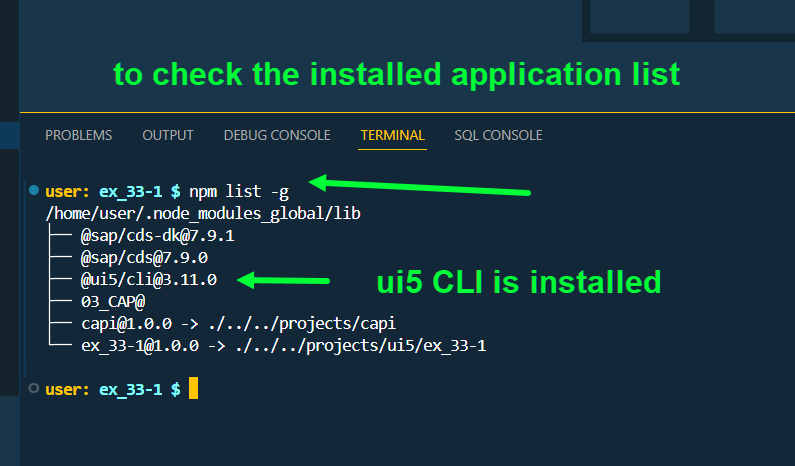 to check the installed application list
PROBLEMS OUTPUT DEBUG CONSOLE TERMINAL SQL CONSOLE
user: ex_33-1 $ npm list -g
/home/user/.node_modules_global/lib
├── @sap/cds-dk@7.9.1
├── @sap/cds@7.9.0
├── @ui5/cli@3.11.0
ui5 CLI is installed
├── 03_CAP@
├── capi@1.0.0 -> ./../../projects/capi
└── ex_33-1@1.0.0 -> ./../../projects/ui5/ex_33-1
user: ex_33-1 $